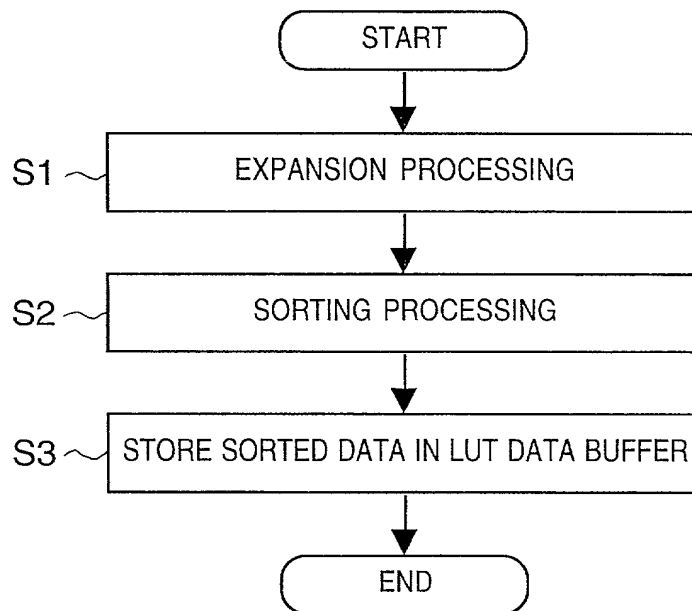 START
S1 EXPANSION PROCESSING
S2 SORTING PROCESSING
S3 STORE SORTED DATA IN LUT DATA BUFFER
END